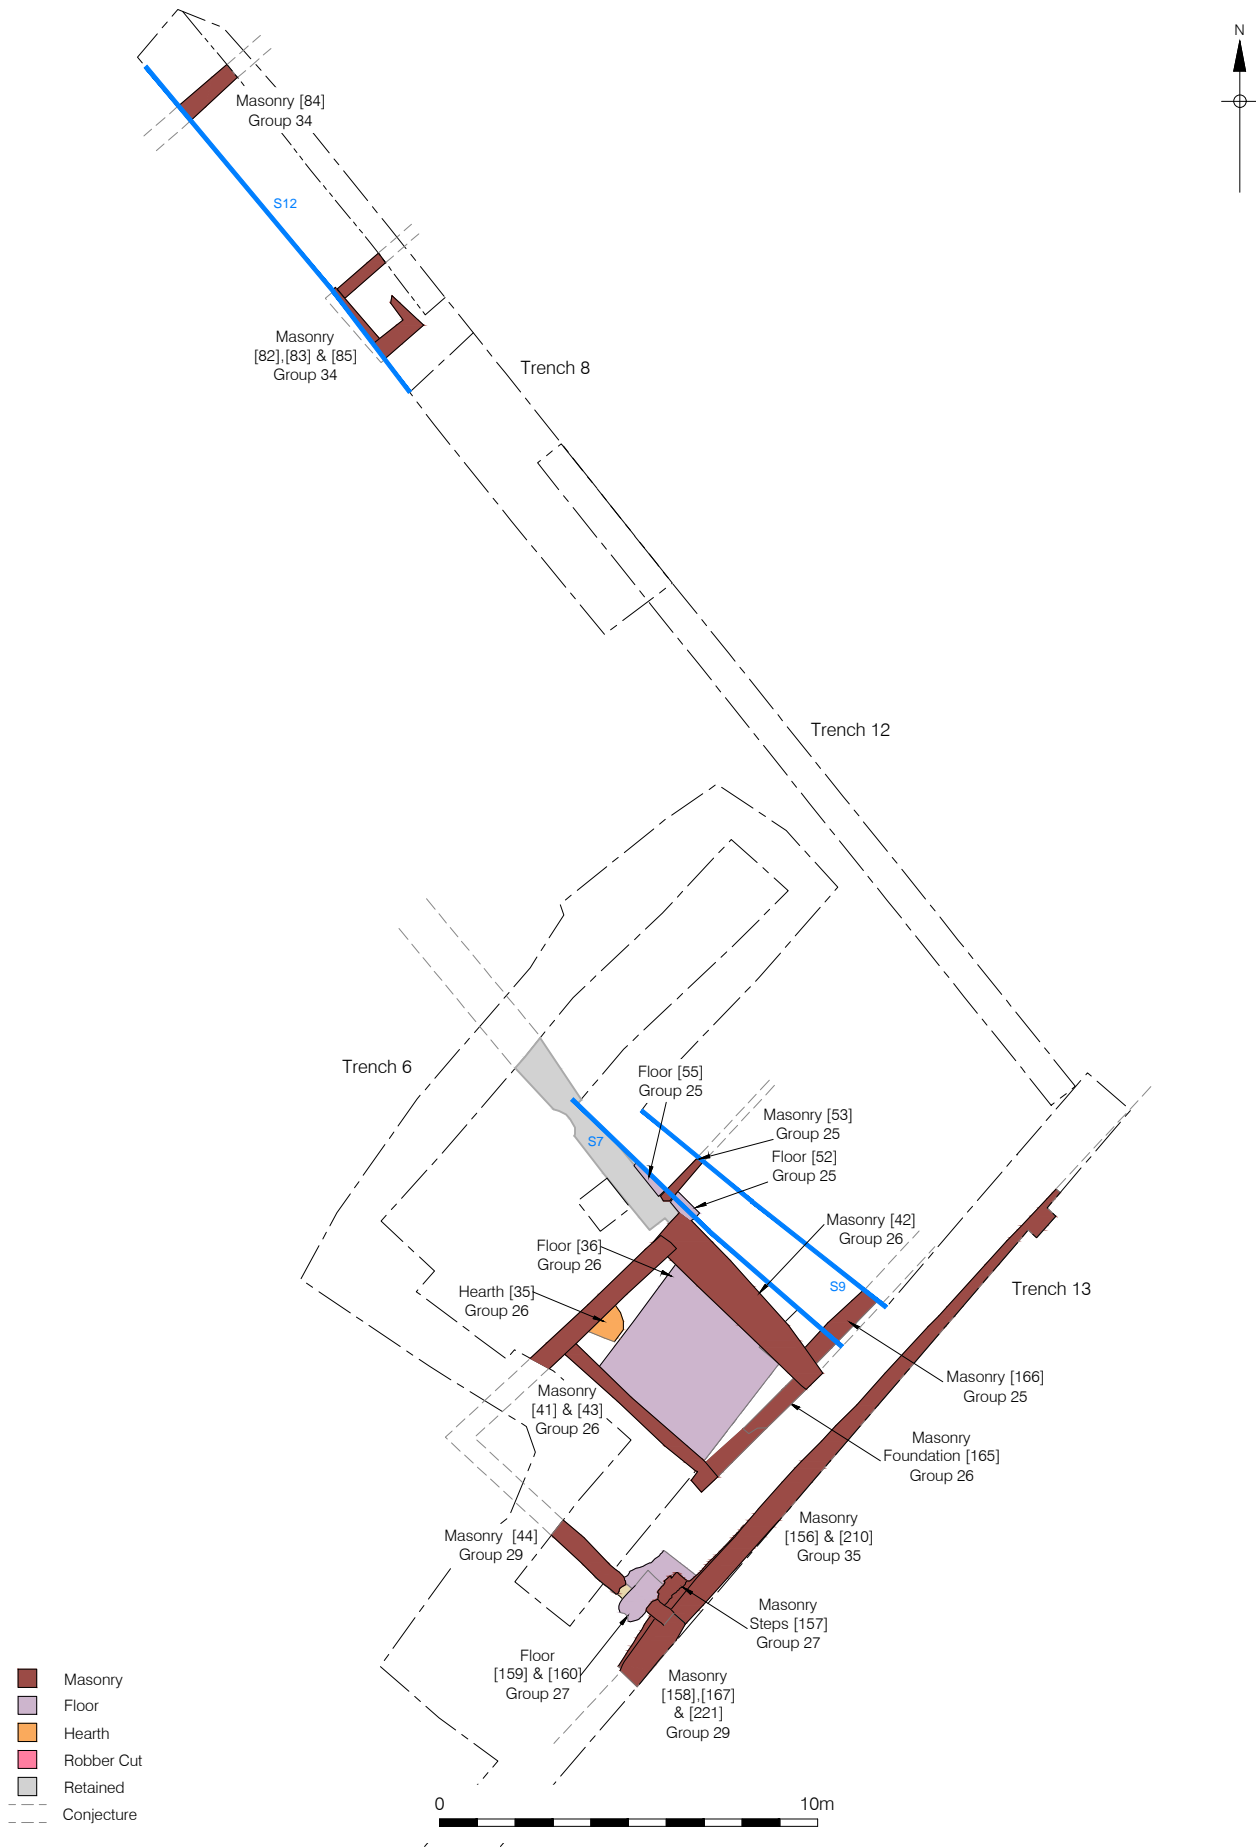 N
Masonry [84]
Group 34
S12
Masonry
[82],[83] & [85]
Group 34
Trench 8
Trench 12
Trench 6
Floor [55]
Group 25
Masonry [53]
Group 25
S7
Floor [52]
Group 25
Masonry [42]
Group 26
Floor [36]
Group 26
Hearth [35]
Group 26
S9
Trench 13
Masonry [166]
Group 25
Masonry
[41] & [43]
Group 26
Masonry
Foundation [165]
Group 26
Masonry
[156] & [210]
Group 35
Masonry [44]
Group 29
Masonry
Steps [157]
Group 27
Floor
[159] & [160]
Group 27
Masonry
[158],[167]
& [221]
Group 29
Masonry
Floor
Hearth
Robber Cut
Retained
Conjecture
0 10m